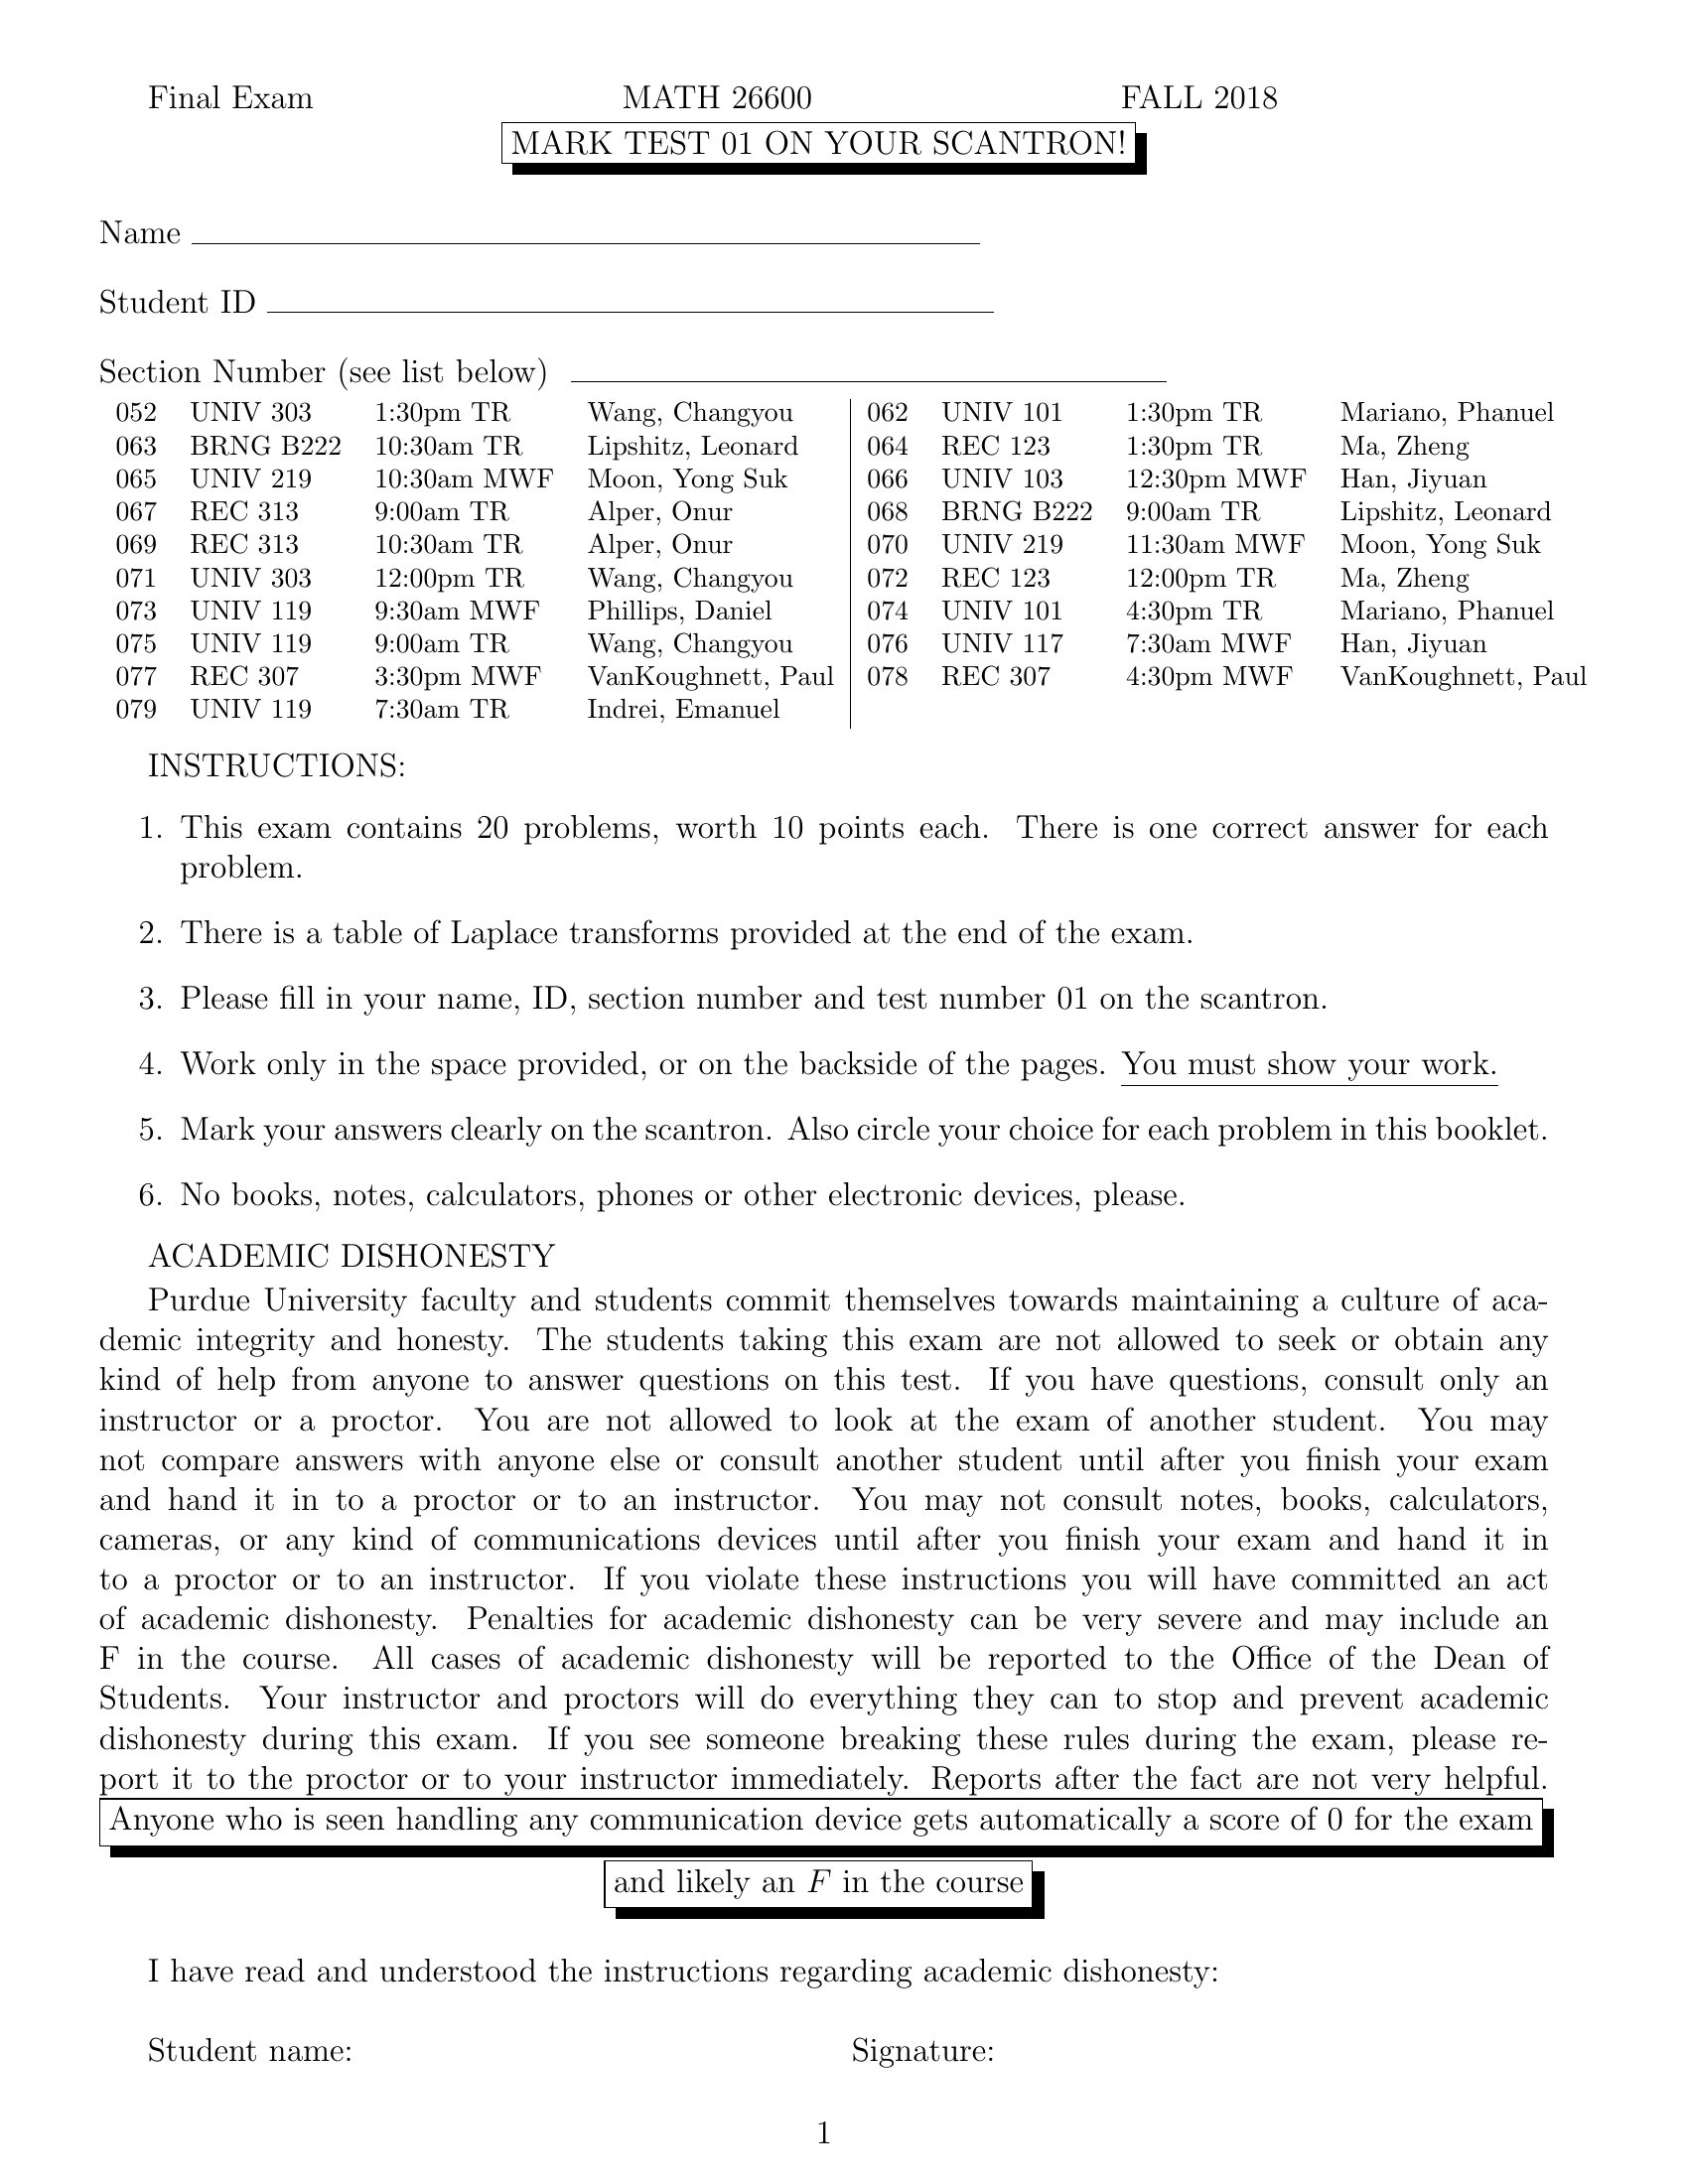 Final Exam MATH 26600 FALL 2018
MARK TEST 01 ON YOUR SCANTRON!
Name
Student ID
Section Number (see list below)
052 UNIV 303 1:30pm TR Wang, Changyou 062 UNIV 101 1:30pm TR Mariano, Phanuel
063 BRNG B222 10:30am TR Lipshitz, Leonard 064 REC 123 1:30pm TR Ma, Zheng
065 UNIV 219 10:30am MWF Moon, Yong Suk 066 UNIV 103 12:30pm MWF Han, Jiyuan
067 REC 313 9:00am TR Alper, Onur 068 BRNG B222 9:00am TR Lipshitz, Leonard
069 REC 313 10:30am TR Alper, Onur 070 UNIV 219 11:30am MWF Moon, Yong Suk
071 UNIV 303 12:00pm TR Wang, Changyou 072 REC 123 12:00pm TR Ma, Zheng
073 UNIV 119 9:30am MWF Phillips, Daniel 074 UNIV 101 4:30pm TR Mariano, Phanuel
075 UNIV 119 9:00am TR Wang, Changyou 076 UNIV 117 7:30am MWF Han, Jiyuan
077 REC 307 3:30pm MWF VanKoughnett, Paul 078 REC 307 4:30pm MWF VanKoughnett, Paul
079 UNIV 119 7:30am TR Indrei, Emanuel
INSTRUCTIONS:
1. This exam contains 20 problems, worth 10 points each. There is one correct answer for each
problem.
2. There is a table of Laplace transforms provided at the end of the exam.
3. Please fill in your name, ID, section number and test number 01 on the scantron.
4. Work only in the space provided, or on the backside of the pages. You must show your work.
5. Mark your answers clearly on the scantron. Also circle your choice for each problem in this booklet.
6. No books, notes, calculators, phones or other electronic devices, please.
ACADEMIC DISHONESTY
Purdue University faculty and students commit themselves towards maintaining a culture of aca-
demic integrity and honesty. The students taking this exam are not allowed to seek or obtain any
kind of help from anyone to answer questions on this test. If you have questions, consult only an
instructor or a proctor. You are not allowed to look at the exam of another student. You may
not compare answers with anyone else or consult another student until after you finish your exam
and hand it in to a proctor or to an instructor. You may not consult notes, books, calculators,
cameras, or any kind of communications devices until after you finish your exam and hand it in
to a proctor or to an instructor. If you violate these instructions you will have committed an act
of academic dishonesty. Penalties for academic dishonesty can be very severe and may include an
F in the course. All cases of academic dishonesty will be reported to the Office of the Dean of
Students. Your instructor and proctors will do everything they can to stop and prevent academic
dishonesty during this exam. If you see someone breaking these rules during the exam, please re-
port it to the proctor or to your instructor immediately. Reports after the fact are not very helpful.
Anyone who is seen handling any communication device gets automatically a score of 0 for the exam
and likely an F in the course
I have read and understood the instructions regarding academic dishonesty:
Student name: Signature:
1